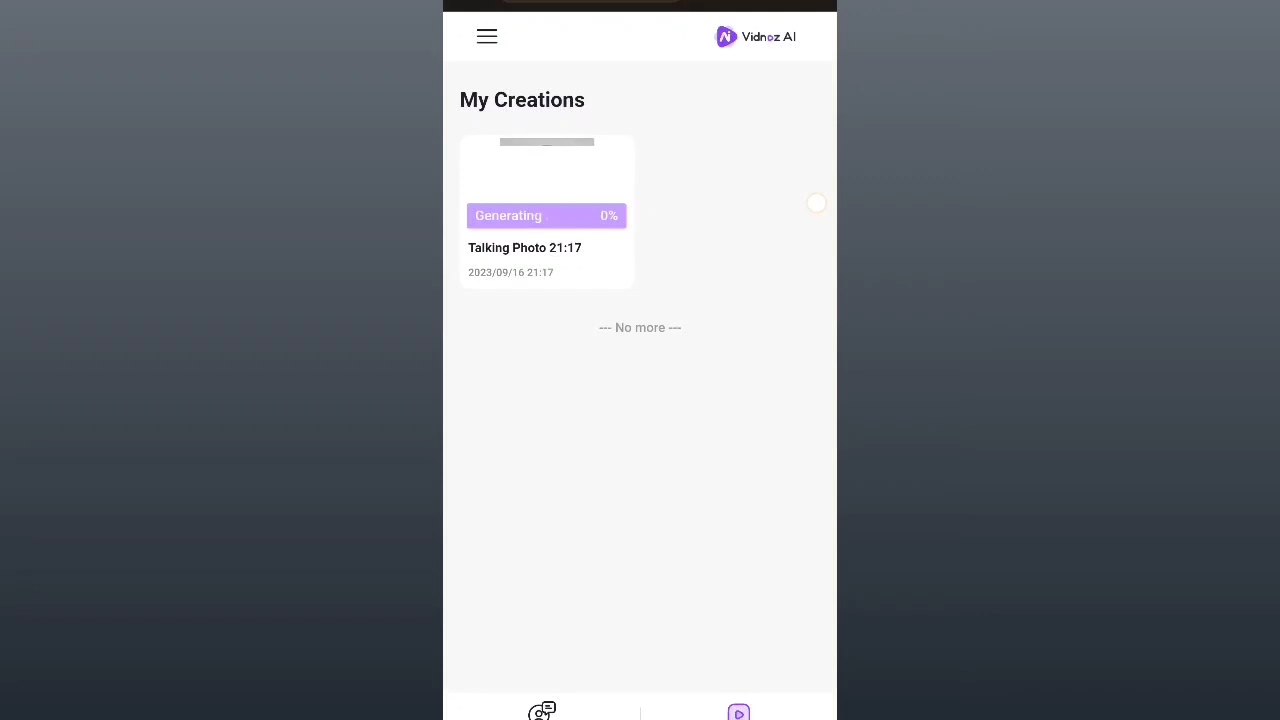 Vidnoz AI
My Creations
Generating 0%
Talking Photo 21:17
2023/09/16 21:17
--- No more ---